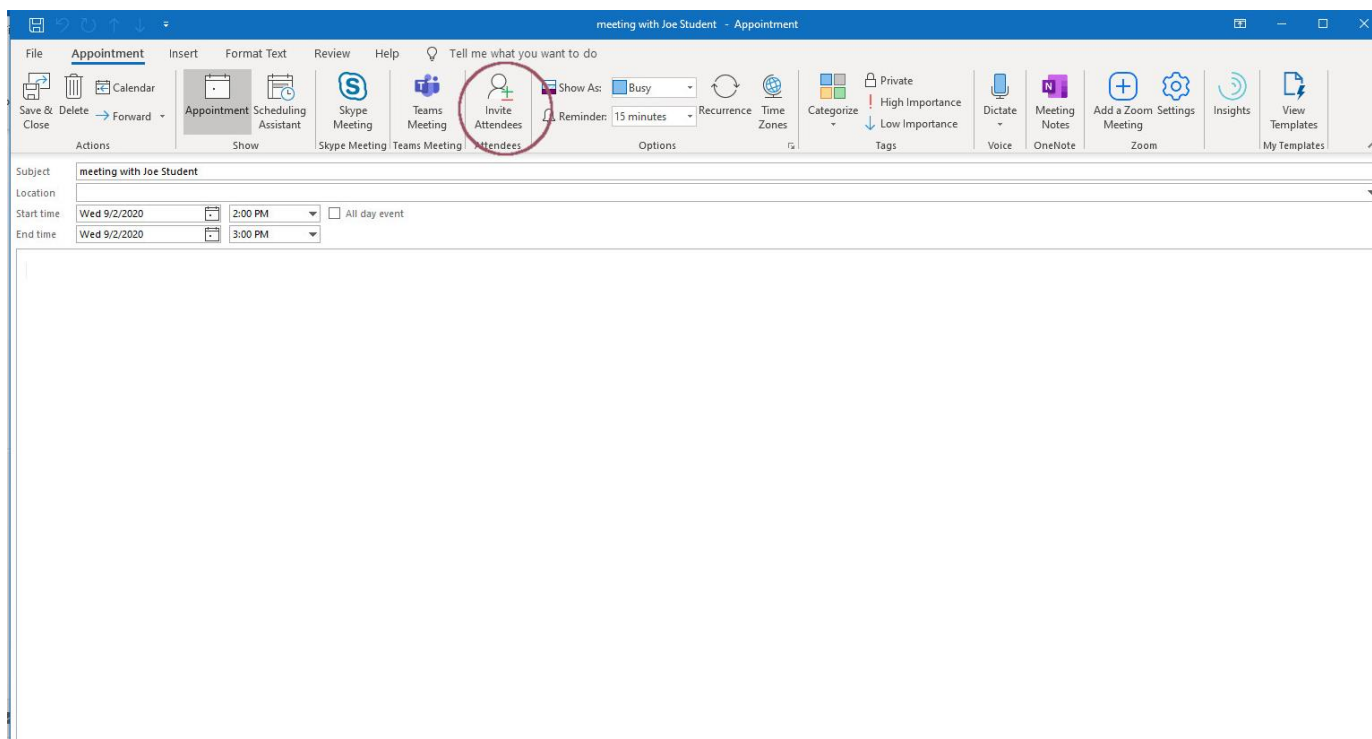 meeting with Joe Student - Appointment
File Appointment Insert Format Text Review Help Tell me what you want to do
Save & Close
Delete
Calendar
Forward
Actions
Appointment
Scheduling Assistant
Show
Skype Meeting
Skype Meeting
Teams Meeting
Teams Meeting
Invite Attendees
Attendees
Show As: Busy
Reminder: 15 minutes
Recurrence
Time Zones
Options
Categorize
Private
High Importance
Low Importance
Tags
Dictate
Voice
Meeting Notes
OneNote
Add a Zoom Meeting
Settings
Zoom
Insights
View Templates
My Templates
Subject meeting with Joe Student
Location
Start time Wed 9/2/2020 2:00 PM All day event
End time Wed 9/2/2020 3:00 PM